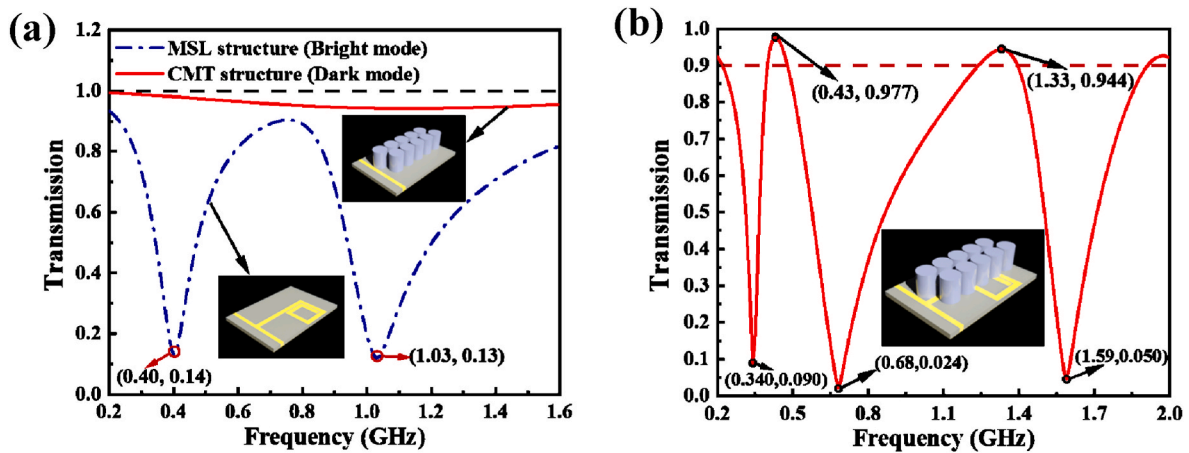 (a)
1.2
1.0
0.8
0.6
0.4
0.2
0.0
Transmission
MSL structure (Bright mode)
CMT structure (Dark mode)
(0.40, 0.14)
(1.03, 0.13)
0.2 0.4 0.6 0.8 1.0 1.2 1.4 1.6
Frequency (GHz)
(b)
1.0
0.9
0.8
0.7
0.6
0.5
0.4
0.3
0.2
0.1
0.0
Transmission
(0.43, 0.977)
(1.33, 0.944)
(0.340,0.090)
(0.68,0.024)
(1.59,0.050)
0.2 0.5 0.8 1.1 1.4 1.7 2.0
Frequency (GHz)